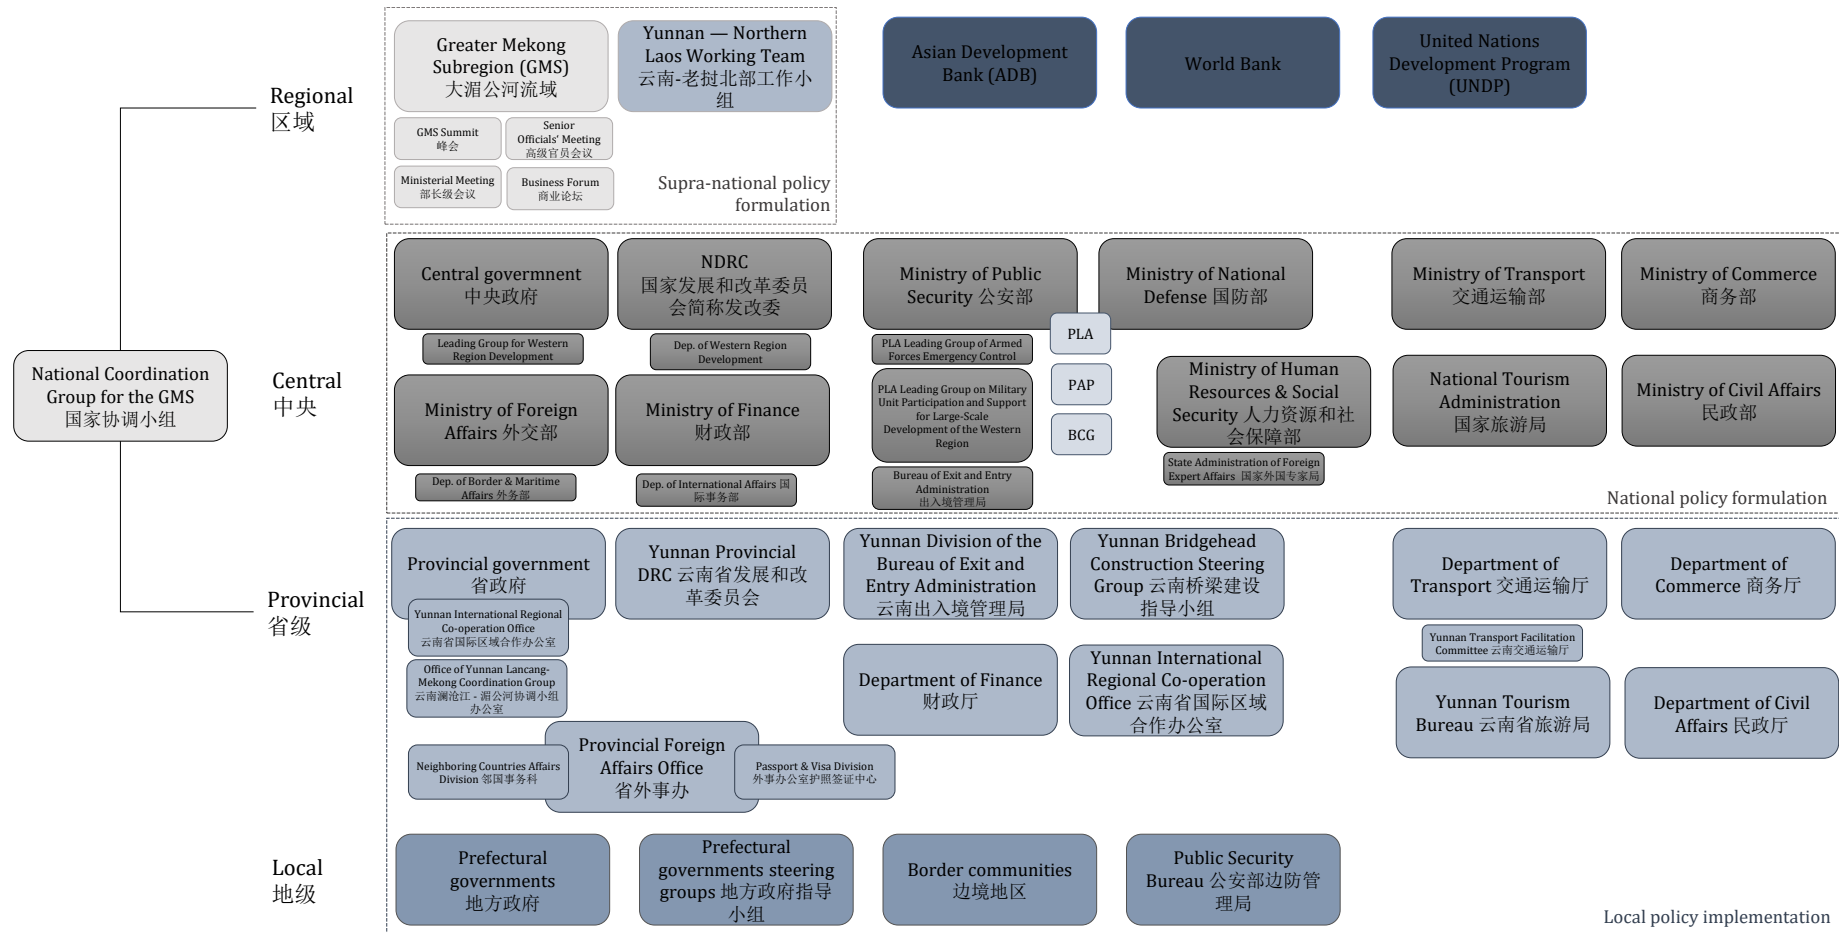 National Coordination
Group for the GMS
国家协调小组
Regional
区域
Greater Mekong
Subregion (GMS)
大湄公河流域
Yunnan — Northern
Laos Working Team
云南-老挝北部工作小
组
GMS Summit
峰会
Senior
Officials' Meeting
高级官员会议
Ministerial Meeting
部长级会议
Business Forum
商业论坛
Supra-national policy
formulation
Asian Development
Bank (ADB)
World Bank
United Nations
Development Program
(UNDP)
Central
中央
Central govermnent
中央政府
Leading Group for Western
Region Development
NDRC
国家发展和改革委员
会简称发改委
Dep. of Western Region
Development
Ministry of Public
Security 公安部
Ministry of National
Defense 国防部
PLA
PAP
BCG
PLA Leading Group of Armed
Forces Emergency Control
PLA Leading Group on Military
Unit Participation and Support
for Large-Scale
Development of the Western
Region
Bureau of Exit and Entry
Administration
出入境管理局
Ministry of Transport
交通运输部
Ministry of Commerce
商务部
Ministry of Foreign
Affairs 外交部
Dep. of Border & Maritime
Affairs 外务部
Ministry of Finance
财政部
Dep. of International Affairs 国
际事务部
Ministry of Human
Resources & Social
Security 人力资源和社
会保障部
State Administration of Foreign
Expert Affairs 国家外国专家局
National Tourism
Administration
国家旅游局
Ministry of Civil Affairs
民政部
National policy formulation
Provincial
省级
Provincial government
省政府
Yunnan International Regional
Co-operation Office
云南省国际区域合作办公室
Office of Yunnan Lancang-
Mekong Coordination Group
云南澜沧江 - 湄公河协调小组
办公室
Yunnan Provincial
DRC 云南省发展和改
革委员会
Yunnan Division of the
Bureau of Exit and
Entry Administration
云南出入境管理局
Yunnan Bridgehead
Construction Steering
Group 云南桥梁建设
指导小组
Department of
Transport 交通运输厅
Yunnan Transport Facilitation
Committee 云南交通运输厅
Department of
Commerce 商务厅
Department of Finance
财政厅
Yunnan International
Regional Co-operation
Office 云南省国际区域
合作办公室
Yunnan Tourism
Bureau 云南省旅游局
Department of Civil
Affairs 民政厅
Neighboring Countries Affairs
Division 邻国事务科
Provincial Foreign
Affairs Office
省外事办
Passport & Visa Division
外事办公室护照签证中心
Local
地级
Prefectural
governments
地方政府
Prefectural
governments steering
groups 地方政府指导
小组
Border communities
边境地区
Public Security
Bureau 公安部边防管
理局
Local policy implementation